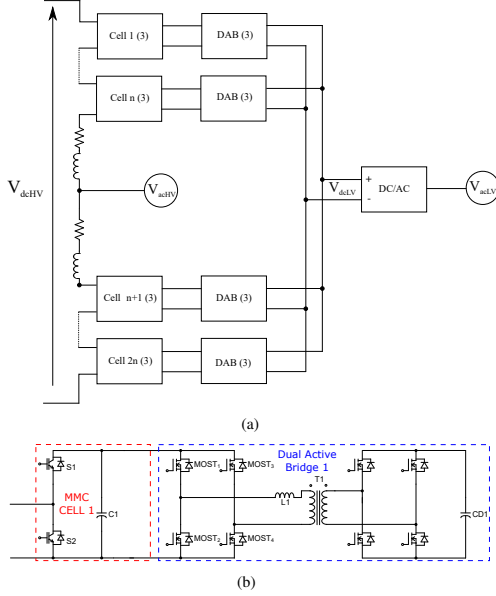 Cell 1 (3)
DAB (3)
Cell n (3)
DAB (3)
V_dcHV
V_acHV
V_dcLV
+
-
DC/AC
V_acLV
Cell n+1 (3)
DAB (3)
Cell 2n (3)
DAB (3)
(a)
S1
MMC
CELL 1
C1
S2
MOST₁
MOST₃
Dual Active
Bridge 1
T1
L1
MOST₂
MOST₄
CD1
(b)